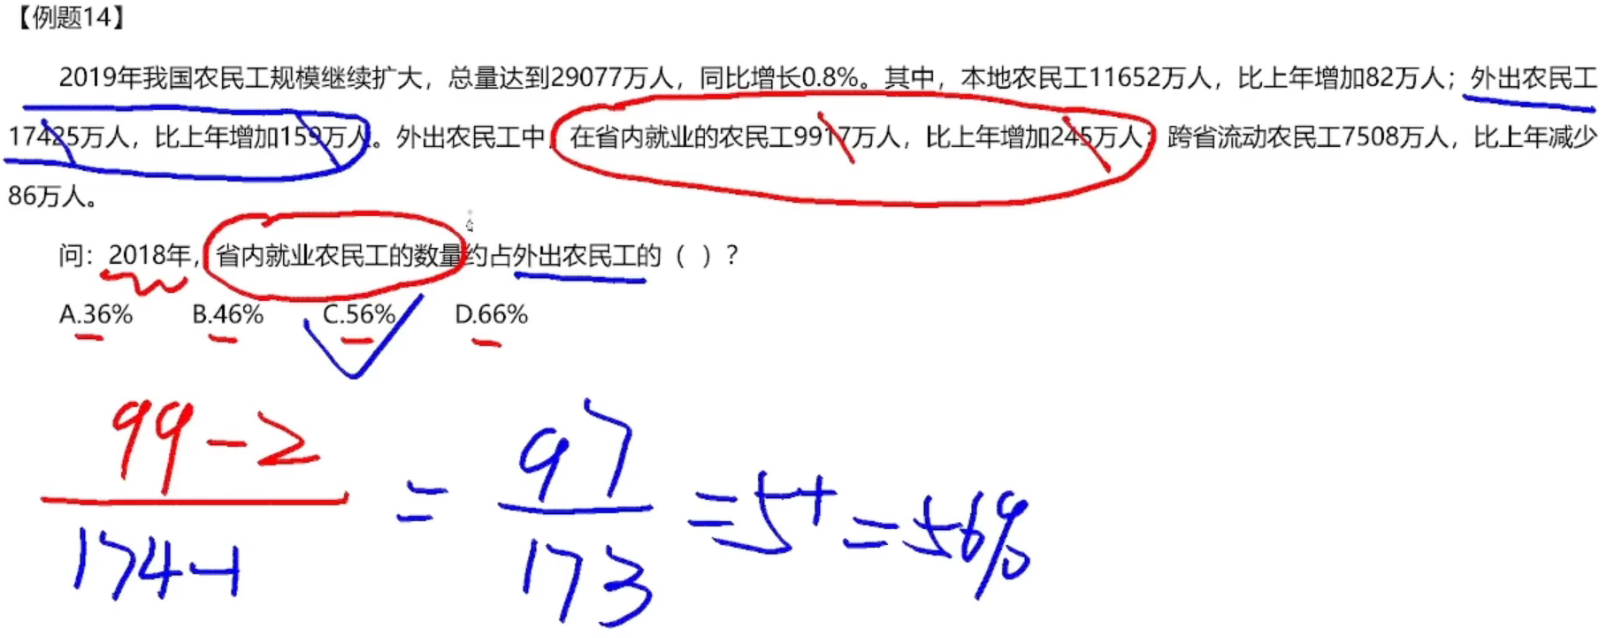 【例题14】
2019年我国农民工规模继续扩大，总量达到29077万人，同比增长0.8%。其中，本地农民工11652万人，比上年增加82万人；外出农民工
17425万人，比上年增加159万人。外出农民工中，在省内就业的农民工9917万人，比上年增加245万人；跨省流动农民工7508万人，比上年减少
86万人。
问：2018年，省内就业农民工的数量约占外出农民工的（ ）？
A.36% B.46% C.56% D.66%
99-2
174-1
=
97
173
=5+=56%